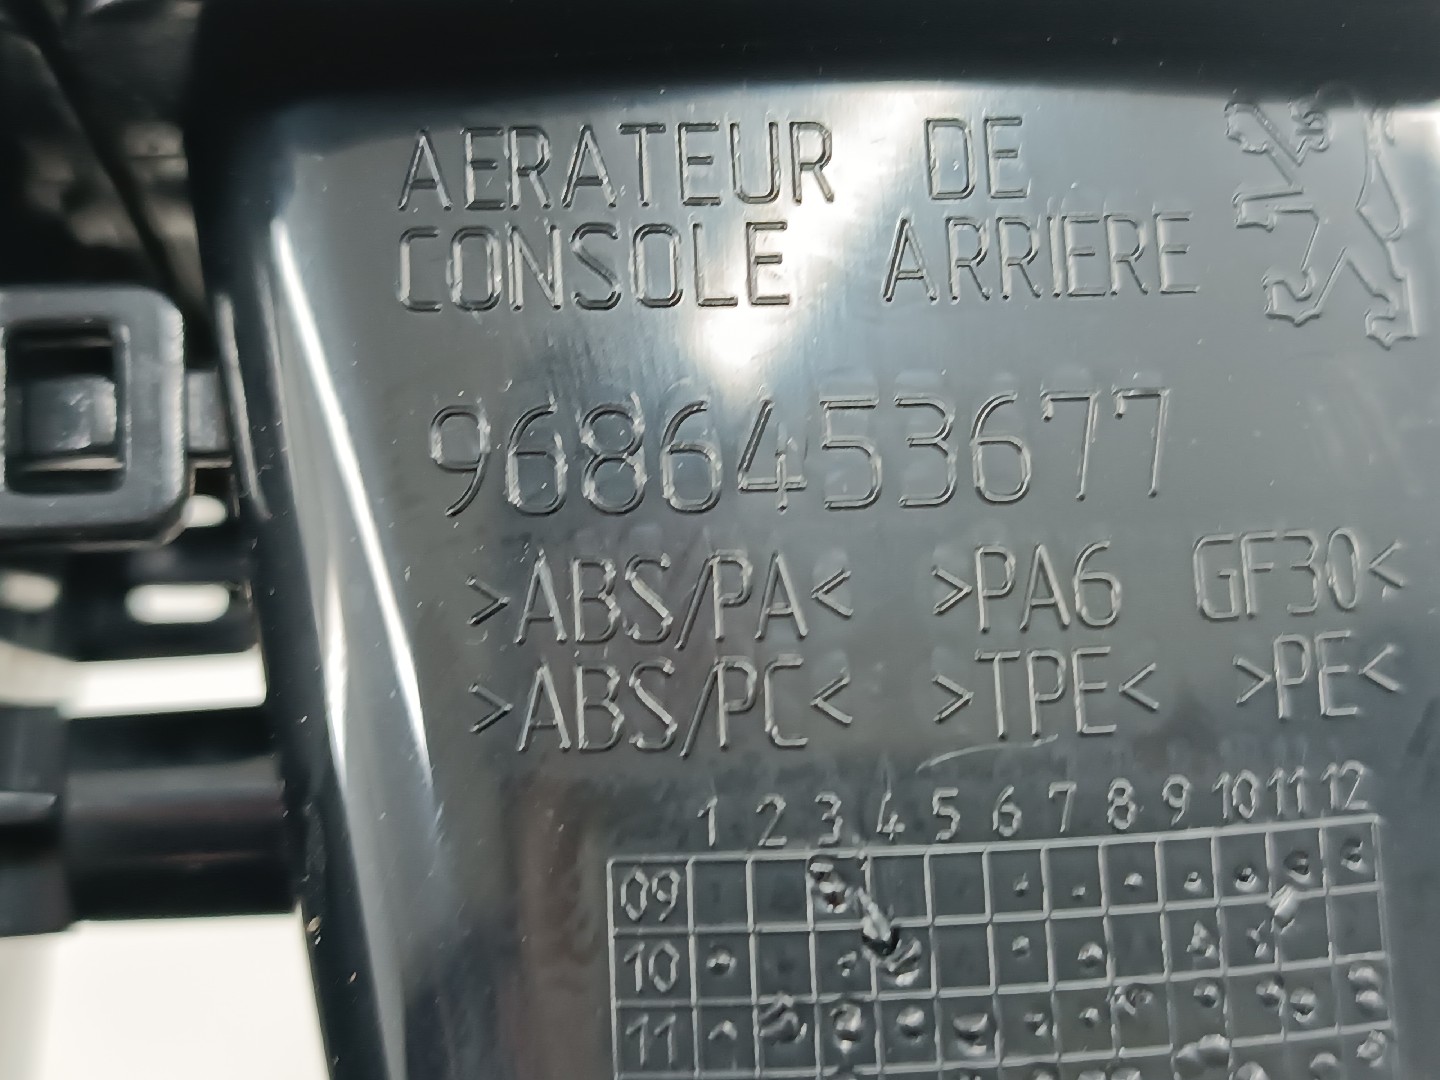 AERATEUR DE
CONSOLE ARRIERE
9686453677
>ABS/PA< >PA6 GF30<
>ABS/PC< >TPE< >PE<
1 2 3 4 5 6 7 8 9 10 11 12
09
10
11